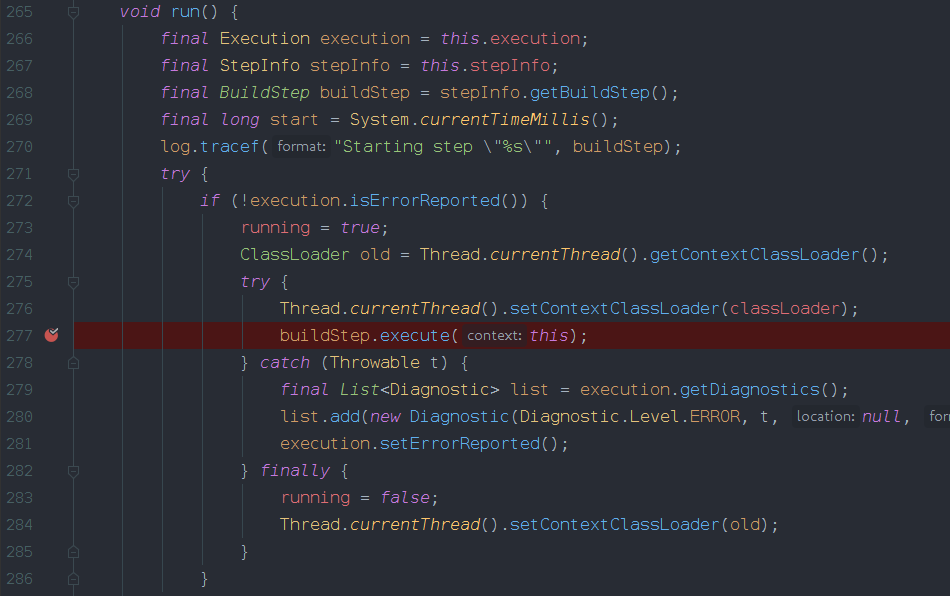 265 void run() {
266 final Execution execution = this.execution;
267 final StepInfo stepInfo = this.stepInfo;
268 final BuildStep buildStep = stepInfo.getBuildStep();
269 final long start = System.currentTimeMillis();
270 log.tracef( format: "Starting step \"%s\"", buildStep);
271 try {
272 if (!execution.isErrorReported()) {
273 running = true;
274 ClassLoader old = Thread.currentThread().getContextClassLoader();
275 try {
276 Thread.currentThread().setContextClassLoader(classLoader);
277 buildStep.execute( context: this);
278 } catch (Throwable t) {
279 final List<Diagnostic> list = execution.getDiagnostics();
280 list.add(new Diagnostic(Diagnostic.Level.ERROR, t, location: null, for
281 execution.setErrorReported();
282 } finally {
283 running = false;
284 Thread.currentThread().setContextClassLoader(old);
285 }
286 }